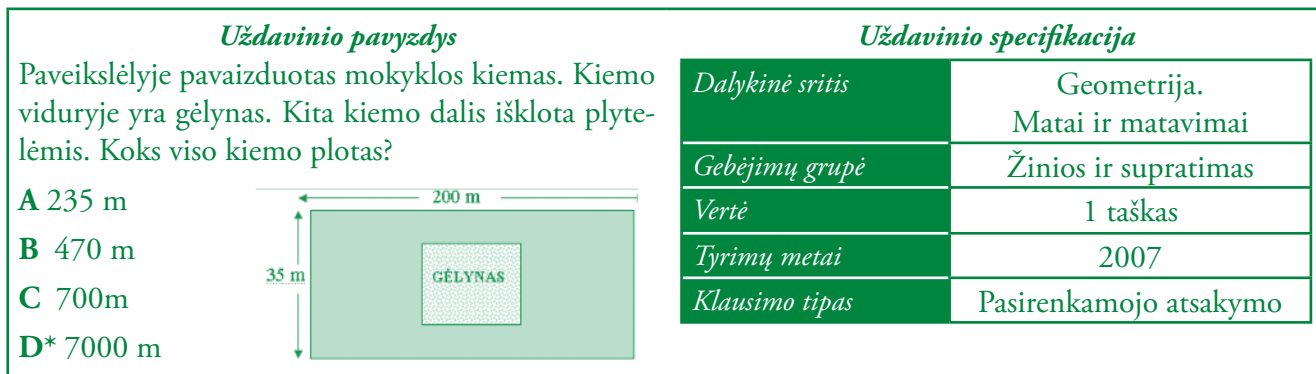 Uždavinio pavyzdys
Paveikslėlyje pavaizduotas mokyklos kiemas. Kiemo
viduryje yra gėlynas. Kita kiemo dalis išklota plyte-
lėmis. Koks viso kiemo plotas?
A 235 m
B 470 m
C 700m
D* 7000 m
200 m
35 m
GĖLYNAS
Uždavinio specifikacija
Dalykinė sritis Geometrija.
Matai ir matavimai
Gebėjimų grupė Žinios ir supratimas
Vertė 1 taškas
Tyrimų metai 2007
Klausimo tipas Pasirenkamojo atsakymo